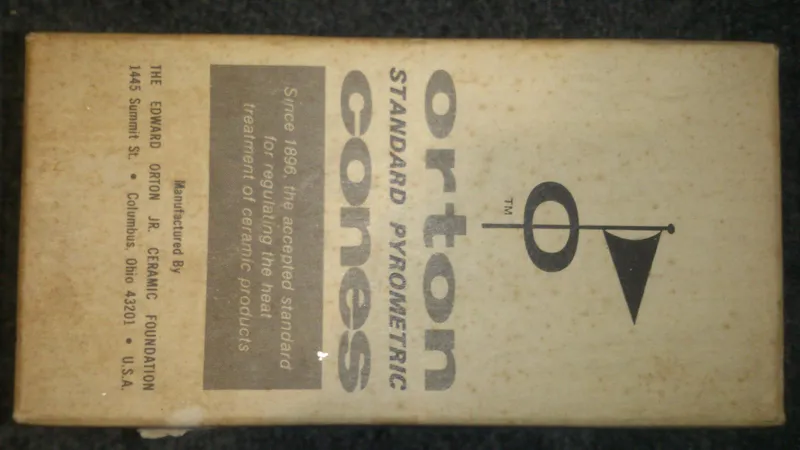 O
TM
orton
STANDARD PYROMETRIC
cones
Since 1896, the accepted standard
for regulating the heat
treatment of ceramic products
Manufactured By
THE EDWARD ORTON JR. CERAMIC FOUNDATION
1445 Summit St. • Columbus, Ohio 43201 • U.S.A.